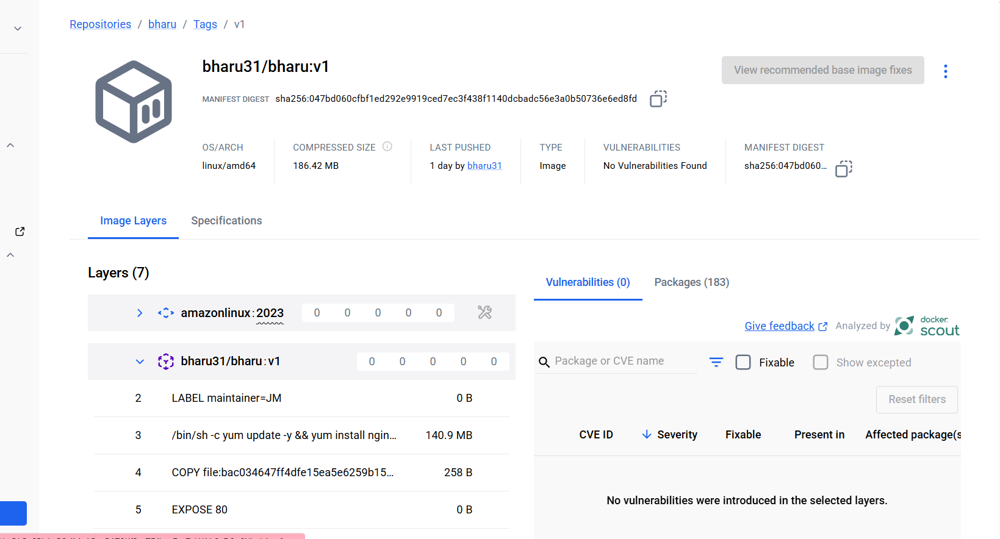 Repositories / bharu / Tags / v1
bharu31/bharu:v1
View recommended base image fixes
MANIFEST DIGEST sha256:047bd060cfbf1ed292e9919ced7ec3f438f1140dcbadc56e3a0b50736e6ed8fd
OS/ARCH
linux/amd64
COMPRESSED SIZE
186.42 MB
LAST PUSHED
1 day by bharu31
TYPE
Image
VULNERABILITIES
No Vulnerabilities Found
MANIFEST DIGEST
sha256:047bd060...
Image Layers
Specifications
Layers (7)
amazonlinux:2023 0 0 0 0 0
bharu31/bharu:v1 0 0 0 0 0
2 LABEL maintainer=JM 0 B
3 /bin/sh -c yum update -y && yum install ngin... 140.9 MB
4 COPY file:bac034647ff4dfe15ea5e6259b15... 258 B
5 EXPOSE 80 0 B
Vulnerabilities (0)
Packages (183)
Give feedback
Analyzed by docker scout
Package or CVE name
Fixable
Show excepted
Reset filters
CVE ID Severity Fixable Present in Affected package(s
No vulnerabilities were introduced in the selected layers.